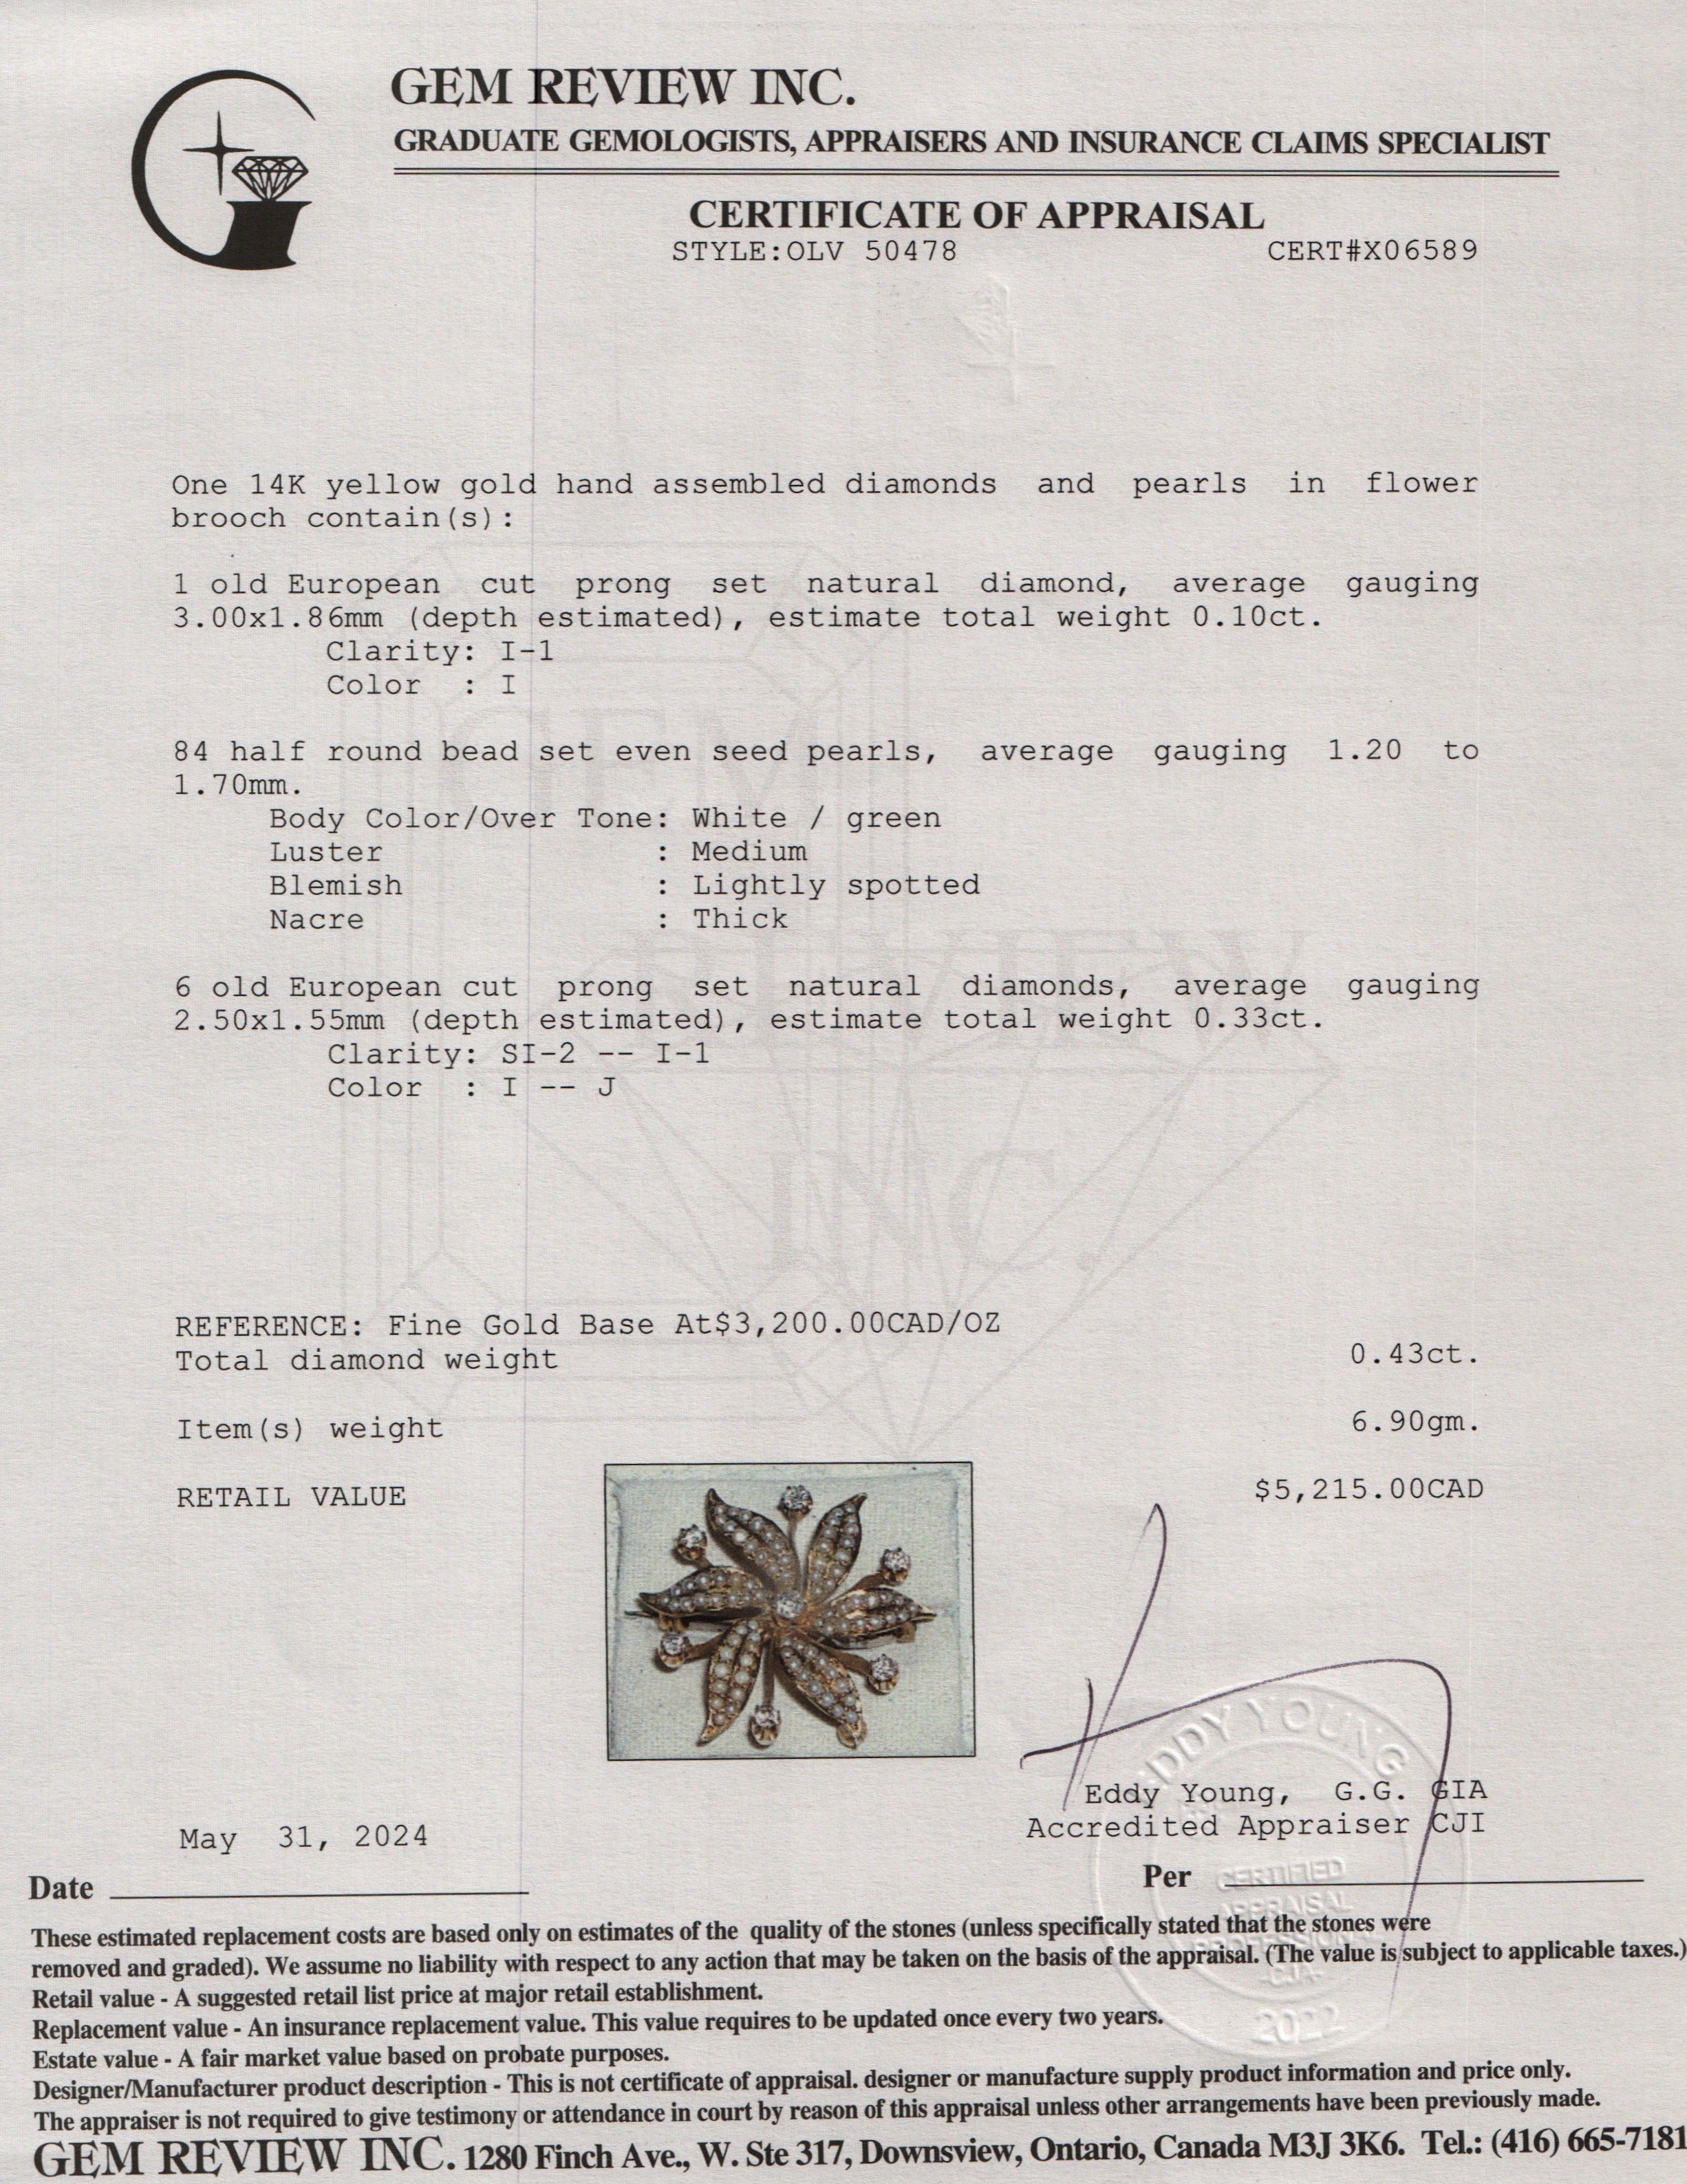 GEM REVIEW INC.
GRADUATE GEMOLOGISTS, APPRAISERS AND INSURANCE CLAIMS SPECIALIST
CERTIFICATE OF APPRAISAL
STYLE:OLV 50478 CERT#X06589
One 14K yellow gold hand assembled diamonds and pearls in flower
brooch contain(s):
1 old European cut prong set natural diamond, average gauging
3.00x1.86mm (depth estimated), estimate total weight 0.10ct.
Clarity: I-1
Color : I
84 half round bead set even seed pearls, average gauging 1.20 to
1.70mm.
Body Color/Over Tone: White / green
Luster : Medium
Blemish : Lightly spotted
Nacre : Thick
6 old European cut prong set natural diamonds, average gauging
2.50x1.55mm (depth estimated), estimate total weight 0.33ct.
Clarity: SI-2 -- I-1
Color : I -- J
GEM
REVIEW
INC.
REFERENCE: Fine Gold Base At$3,200.00CAD/OZ
Total diamond weight 0.43ct.
Item(s) weight 6.90gm.
RETAIL VALUE $5,215.00CAD
EDDY YOUNG
Eddy Young, G.G. GIA
Accredited Appraiser CJI
May 31, 2024
Date
Per
CERTIFIED
APPRAISAL
PROFESSIONAL
-CJA-
2022
These estimated replacement costs are based only on estimates of the quality of the stones (unless specifically stated that the stones were
removed and graded). We assume no liability with respect to any action that may be taken on the basis of the appraisal. (The value is subject to applicable taxes.)
Retail value - A suggested retail list price at major retail establishment.
Replacement value - An insurance replacement value. This value requires to be updated once every two years.
Estate value - A fair market value based on probate purposes.
Designer/Manufacturer product description - This is not certificate of appraisal. designer or manufacture supply product information and price only.
The appraiser is not required to give testimony or attendance in court by reason of this appraisal unless other arrangements have been previously made.
GEM REVIEW INC. 1280 Finch Ave., W. Ste 317, Downsview, Ontario, Canada M3J 3K6. Tel.: (416) 665-7181